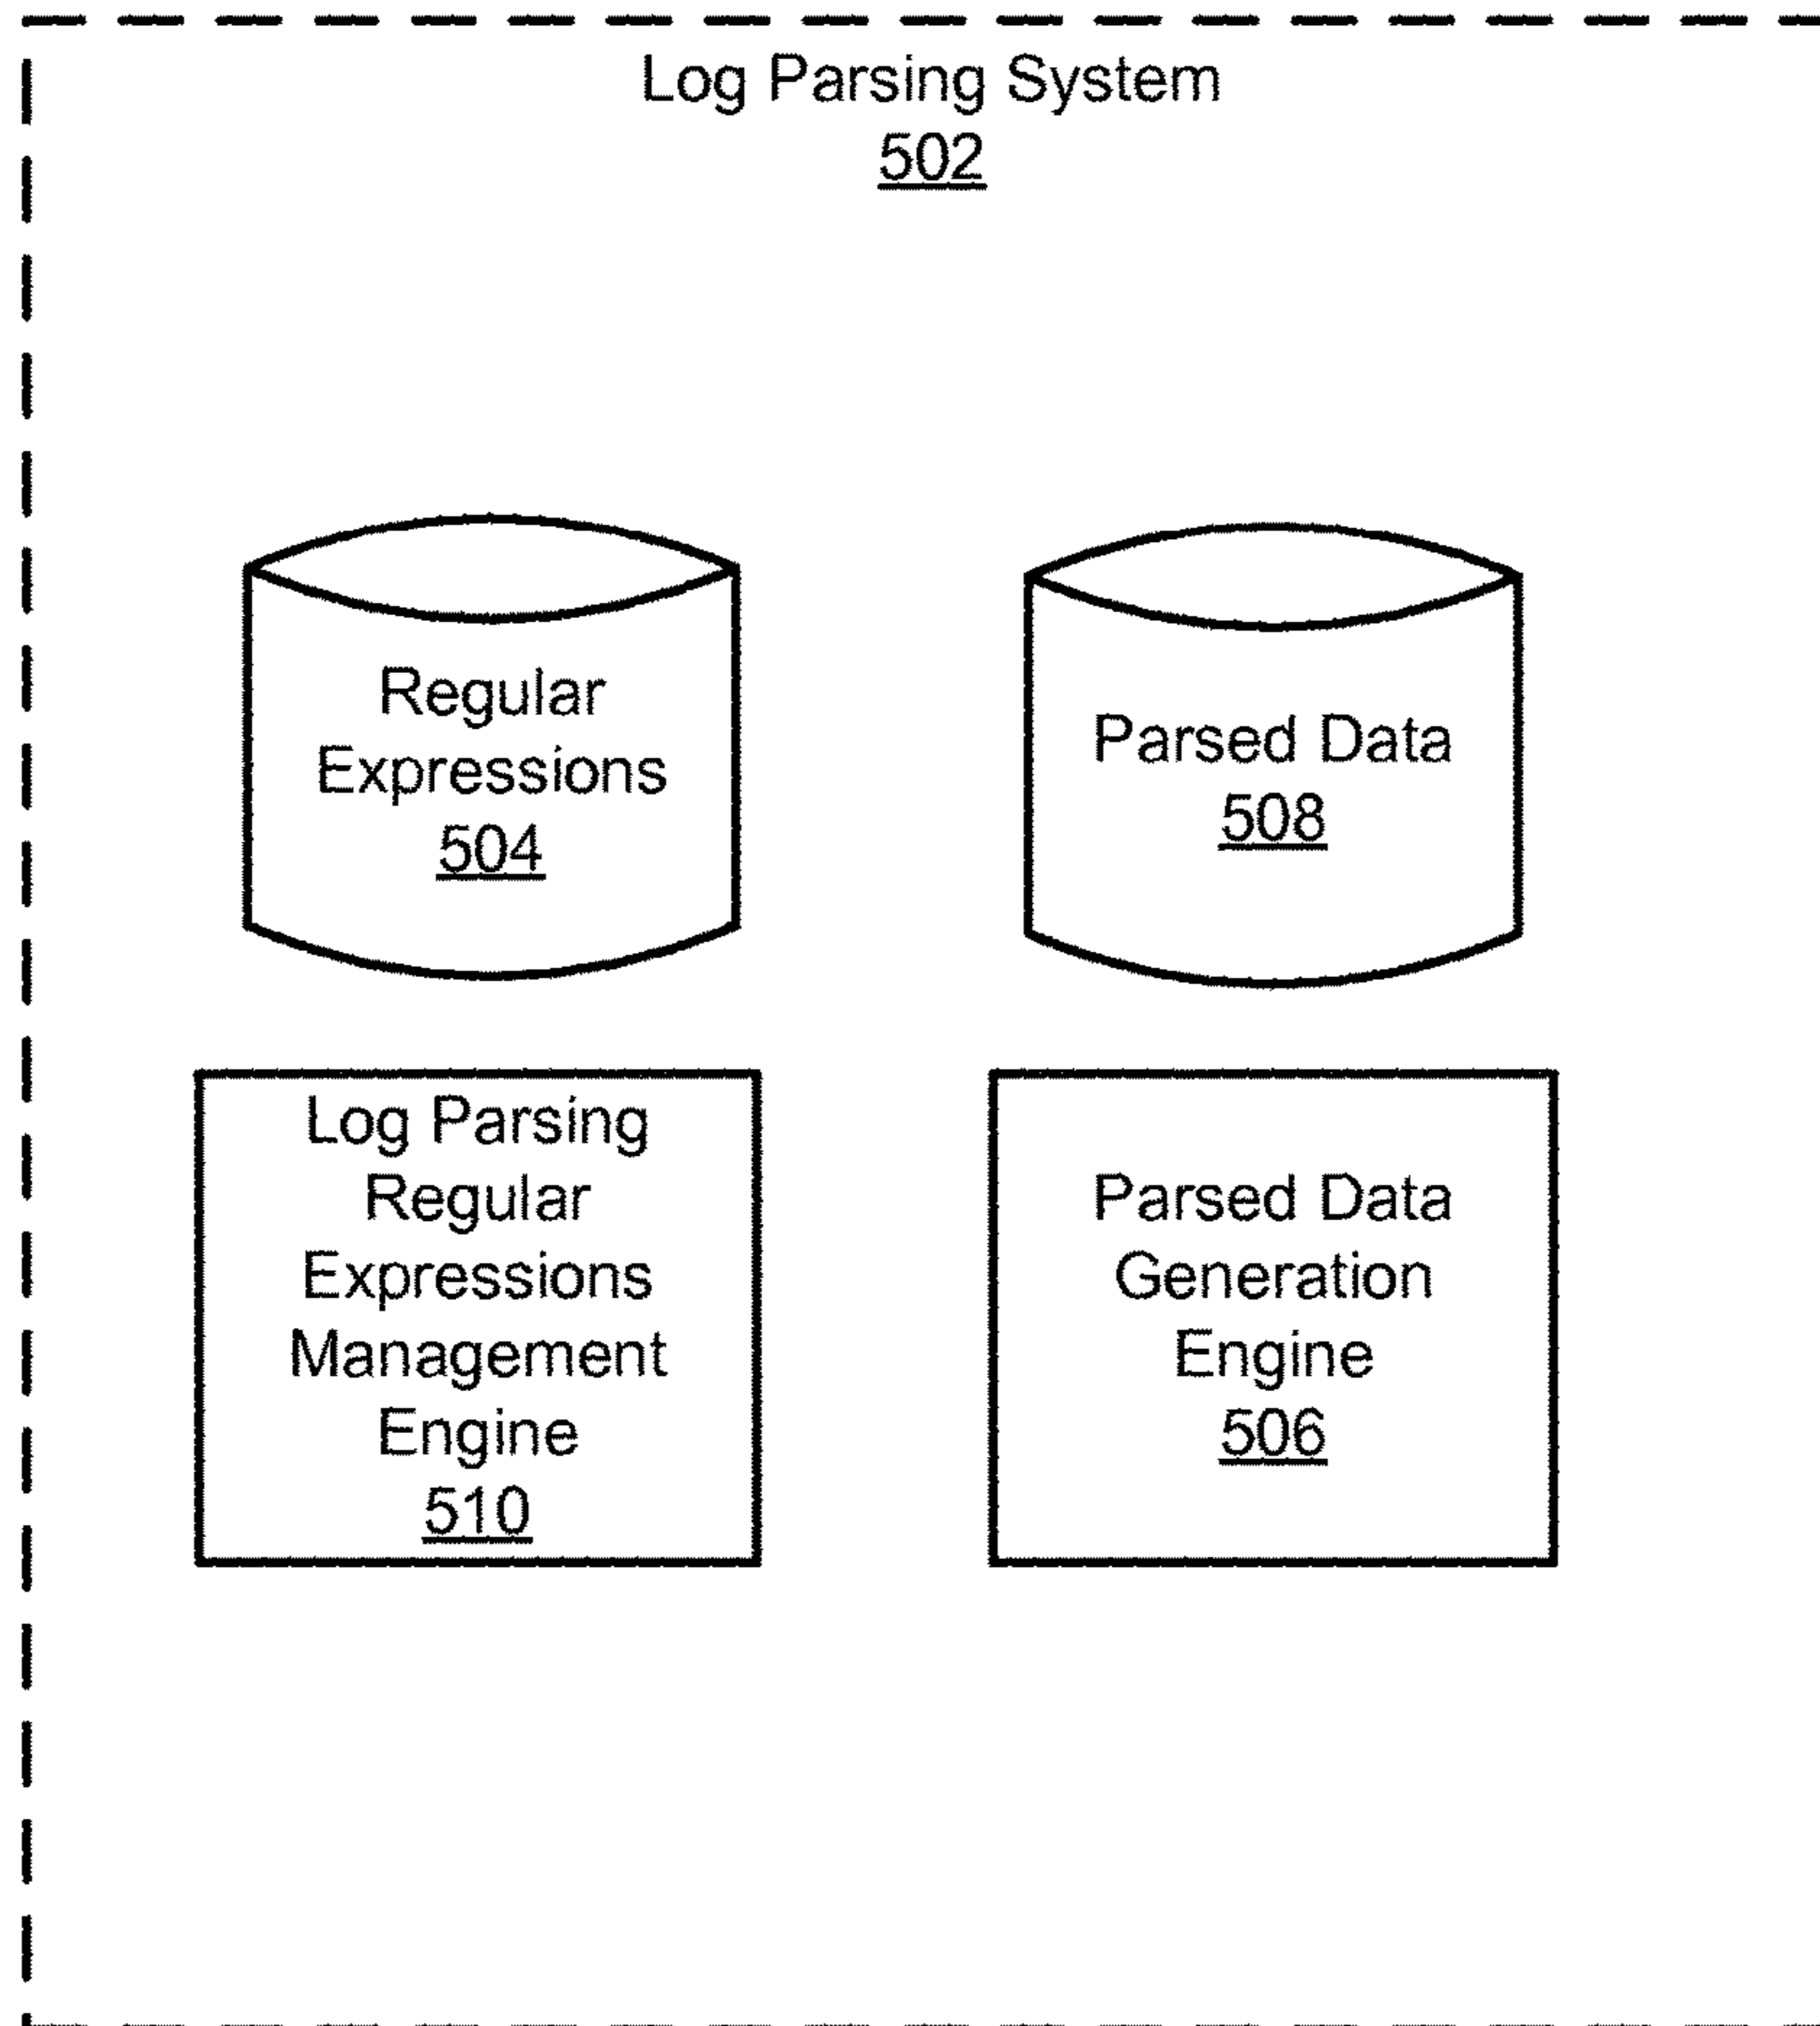 Log Parsing System
502
Regular
Expressions
504
Parsed Data
508
Log Parsing
Regular
Expressions
Management
Engine
510
Parsed Data
Generation
Engine
506